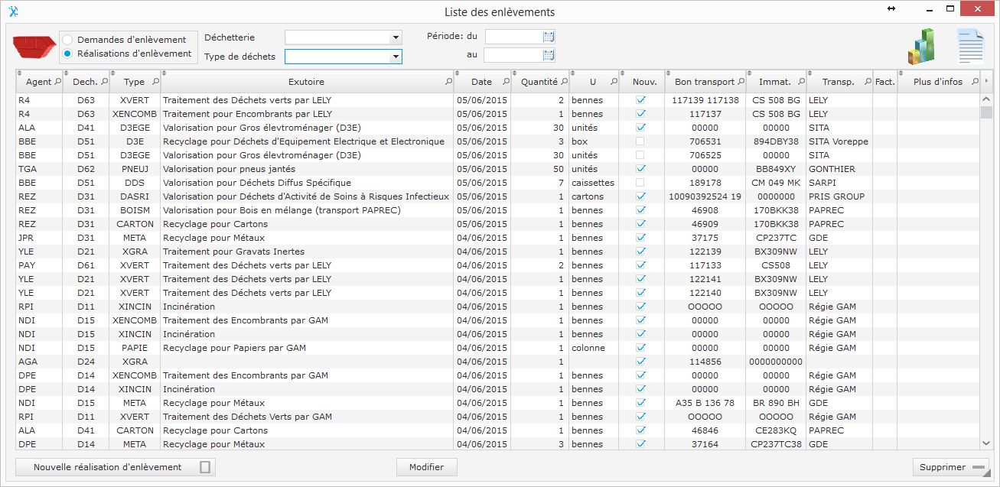 Liste des enlèvements
Demandes d'enlèvement
Réalisations d'enlèvement
Déchetterie
Type de déchets
Période: du
au
Agent Dech. Type Exutoire Date Quantité U Nouv. Bon transport Immat. Transp. Fact. Plus d'infos
R4 D63 XVERT Traitement des Déchets verts par LELY 05/06/2015 2 bennes 117139 117138 CS 508 BG LELY
R4 D63 XENCOMB Traitement pour Encombrants par LELY 05/06/2015 1 bennes 117137 CS 508 BG LELY
ALA D41 D3EGE Valorisation pour Gros élevtroménager (D3E) 05/06/2015 30 unités 00000 00000 SITA
BBE D51 D3E Recyclage pour Déchets d'Equipement Electrique et Electronique 05/06/2015 3 box 706531 894DBY38 SITA Voreppe
BBE D51 D3EGE Valorisation pour Gros élevtroménager (D3E) 05/06/2015 30 unités 706525 00000 SITA
TGA D62 PNEUJ Valorisation pour pneus jantés 05/06/2015 50 unités 00000 BB849XY GONTHIER
BBE D51 DDS Valorisation pour Déchets Diffus Spécifique 05/06/2015 7 caissettes 189178 CM 049 MK SARPI
REZ D31 DASRI Valorisation pour Déchets d'Activité de Soins à Risques Infectieux 05/06/2015 1 cartons 10090392524 19 0000000 PRIS GROUP
REZ D31 BOISM Valorisation pour Bois en mélange (transport PAPREC) 05/06/2015 1 bennes 46908 170BKK38 PAPREC
REZ D31 CARTON Recyclage pour Cartons 05/06/2015 1 bennes 46909 170BKK38 PAPREC
JPR D31 META Recyclage pour Métaux 04/06/2015 1 bennes 37175 CP237TC GDE
YLE D21 XGRA Traitement pour Gravats Inertes 04/06/2015 1 bennes 122139 BX309NW LELY
PAY D61 XVERT Traitement des Déchets verts par LELY 04/06/2015 2 bennes 117133 CS508 LELY
YLE D21 XVERT Traitement des Déchets verts par LELY 04/06/2015 1 bennes 122141 BX309NW LELY
YLE D21 XVERT Traitement des Déchets verts par LELY 04/06/2015 1 bennes 122140 BX309NW LELY
RPI D11 XINCIN Incinération 04/06/2015 1 bennes OOOOO OOOOO Régie GAM
NDI D15 XENCOMB Traitement des Encombrants par GAM 04/06/2015 1 bennes 00000 00000 Régie GAM
NDI D15 XINCIN Incinération 04/06/2015 1 bennes 00000 00000 Régie GAM
NDI D15 PAPIE Recyclage pour Papiers par GAM 04/06/2015 1 colonne 00000 00000 Régie GAM
AGA D24 XGRA 04/06/2015 1 114856 0000000000
DPE D14 XENCOMB Traitement des Encombrants par GAM 04/06/2015 1 bennes 00000 00000 Régie GAM
DPE D14 XINCIN Incinération 04/06/2015 1 bennes 00000 00000 Régie GAM
NDI D15 META Recyclage pour Métaux 04/06/2015 1 bennes A35 B 136 78 BR 890 BH GDE
RPI D11 XVERT Traitement des Déchets Verts par GAM 04/06/2015 1 bennes OOOOO OOOOO Régie GAM
ALA D41 CARTON Recyclage pour Cartons 04/06/2015 1 bennes 46846 CE283KQ PAPREC
DPE D14 META Recyclage pour Métaux 04/06/2015 3 bennes 37164 CP237TC38 GDE
Nouvelle réalisation d'enlèvement
Modifier
Supprimer